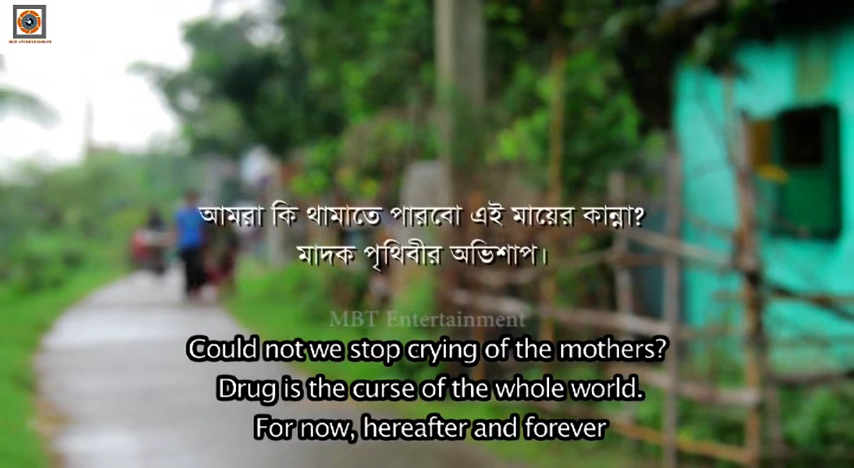 আমরা কি থামাতে পারবো এই মায়ের কান্না?
মাদক পৃথিবীর অভিশাপ।
MBT Entertainment
Could not we stop crying of the mothers?
Drug is the curse of the whole world.
For now, hereafter and forever